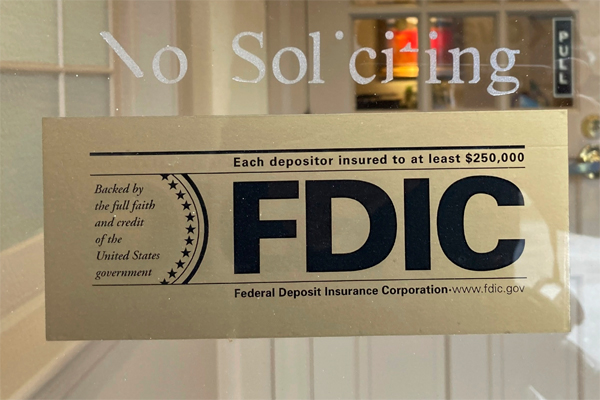 No Soliciting
PULL
Each depositor insured to at least $250,000
Backed by
the full faith
and credit
of the
United States
government
FDIC
Federal Deposit Insurance Corporation·www.fdic.gov